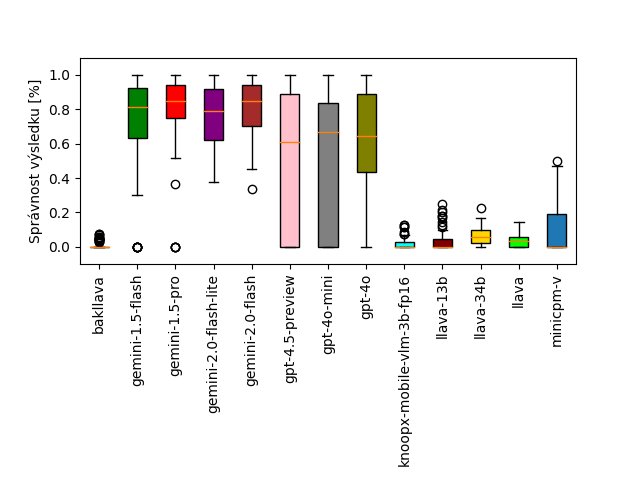 Správnost výsledku [%]
1.0
0.8
0.6
0.4
0.2
0.0
bakllava
gemini-1.5-flash
gemini-1.5-pro
gemini-2.0-flash-lite
gemini-2.0-flash
gpt-4.5-preview
gpt-4o-mini
gpt-4o
knoopx-mobile-vlm-3b-fp16
llava-13b
llava-34b
llava
minicpm-v